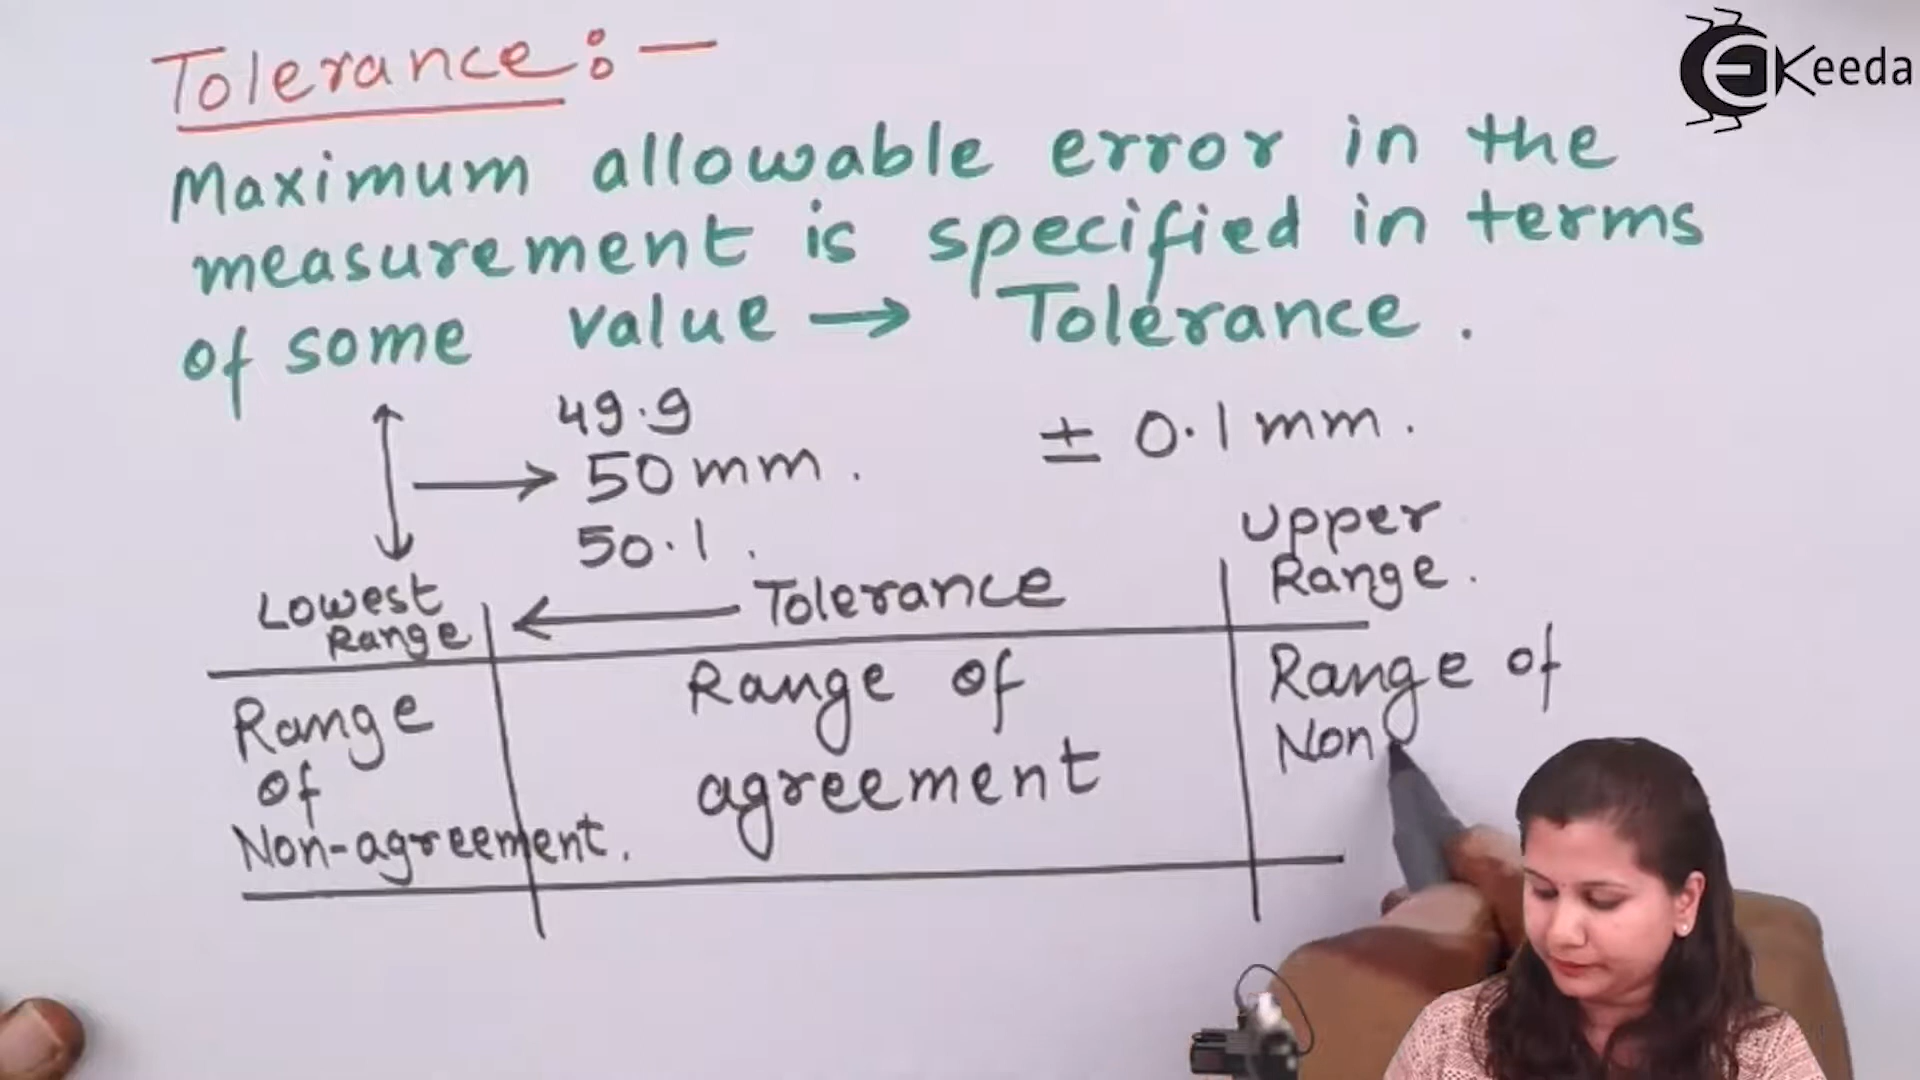 Tolerance :-
EKeeda
Maximum allowable error in the
measurement is specified in terms
of some value → Tolerance.
49.9
50 mm.
50.1.
± 0.1 mm.
Lowest
Range
← Tolerance
Upper
Range.
Range
of
Non-agreement.
Range of
agreement
Range of
Non